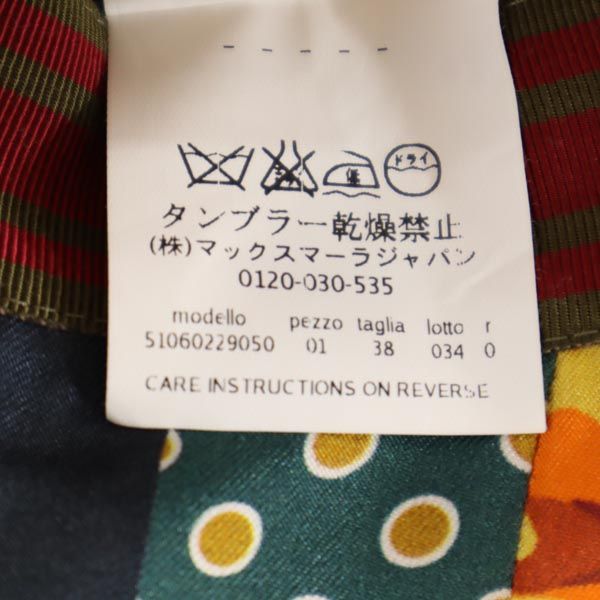 - - - - -
低 ドライ
タンブラー乾燥禁止
(株)マックスマーラジャパン
0120-030-535
modello pezzo taglia lotto r
51060229050 01 38 034 0
CARE INSTRUCTIONS ON REVERSE